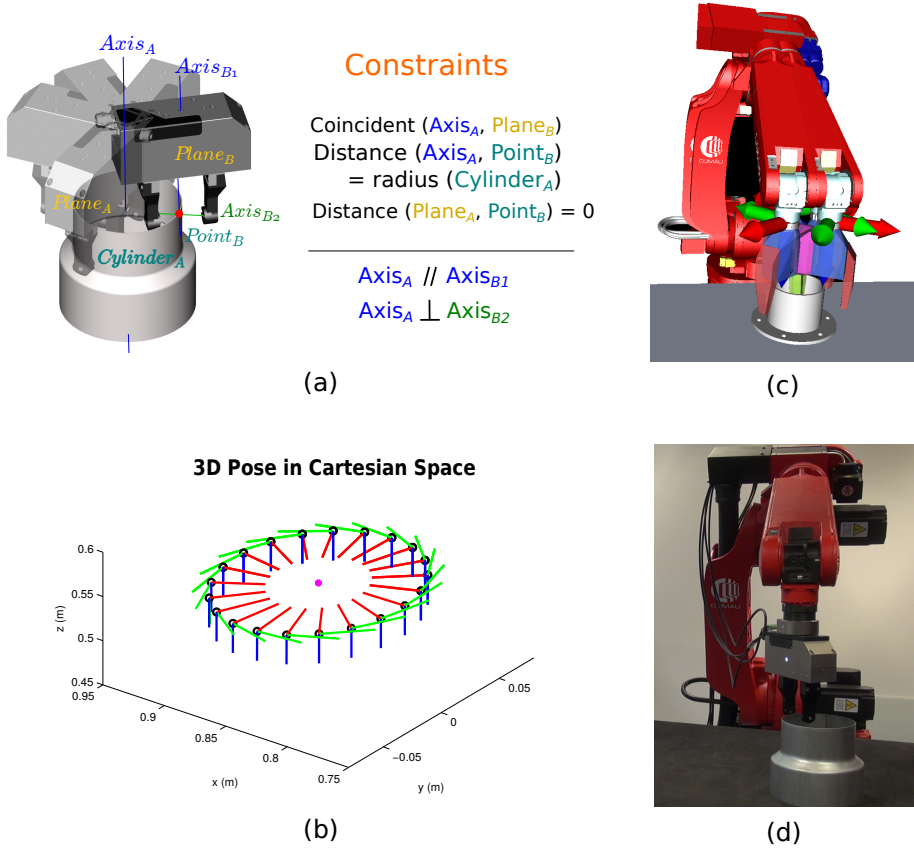 Axis_A
Axis_B1
Plane_B
Plane_A
Axis_B2
Point_B
Cylinder_A
Constraints
Coincident (Axis_A, Plane_B)
Distance (Axis_A, Point_B)
= radius (Cylinder_A)
Distance (Plane_A, Point_B) = 0
Axis_A // Axis_B1
Axis_A ⊥ Axis_B2
(a)
COMAU
(c)
3D Pose in Cartesian Space
0.6
0.55
0.5
0.45
z (m)
0.95
0.9
0.85
0.8
0.75
x (m)
−0.05
0
0.05
y (m)
(b)
COMAU
(d)